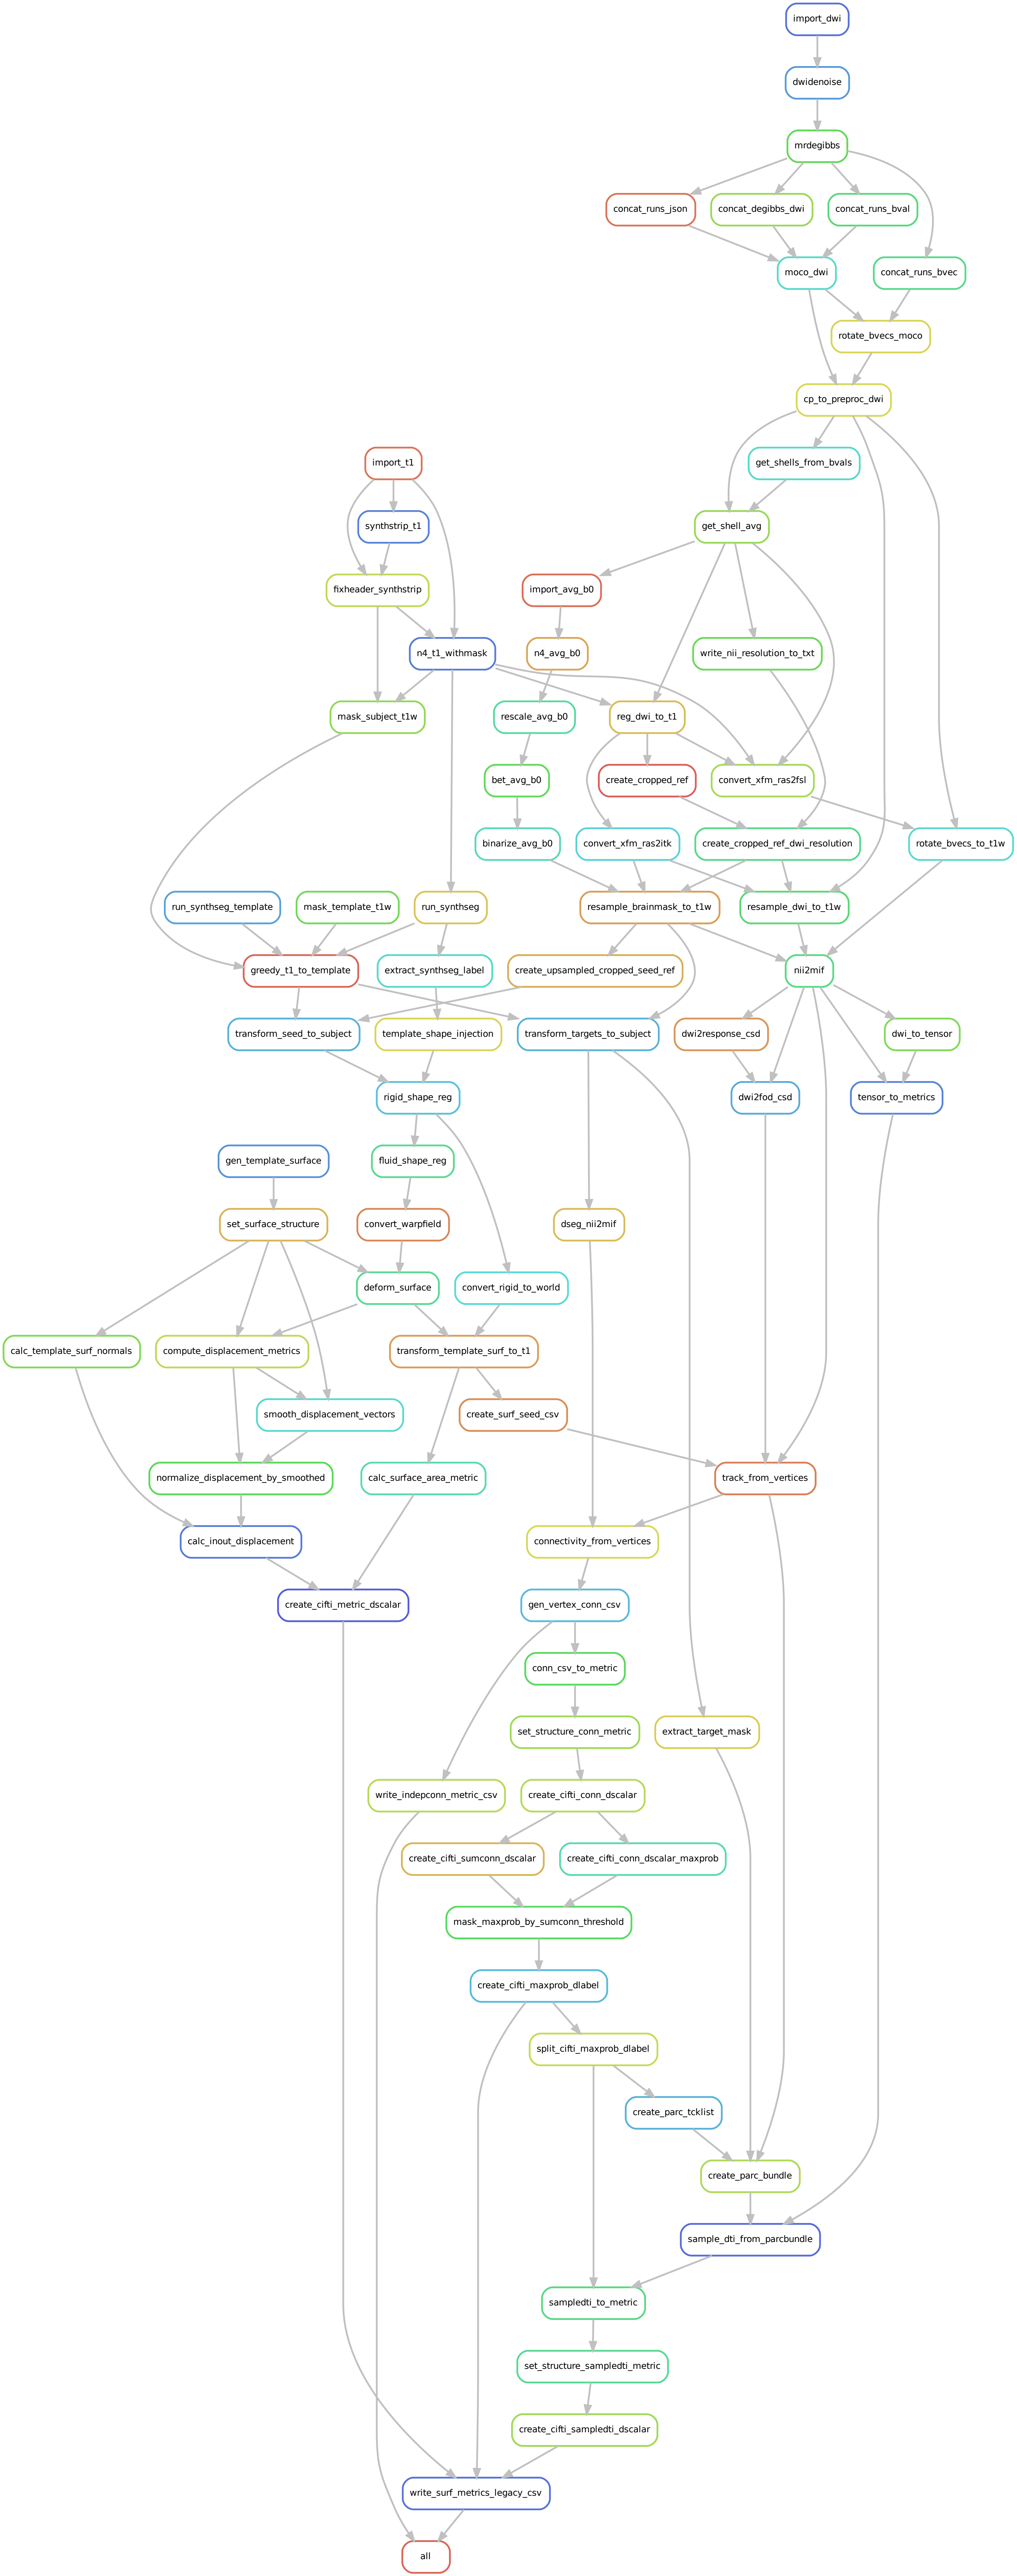 import_dwi
dwidenoise
mrdegibbs
concat_runs_json
concat_degibbs_dwi
concat_runs_bval
moco_dwi
concat_runs_bvec
rotate_bvecs_moco
cp_to_preproc_dwi
import_t1
get_shells_from_bvals
synthstrip_t1
get_shell_avg
fixheader_synthstrip
import_avg_b0
n4_t1_withmask
n4_avg_b0
write_nii_resolution_to_txt
mask_subject_t1w
rescale_avg_b0
reg_dwi_to_t1
bet_avg_b0
create_cropped_ref
convert_xfm_ras2fsl
binarize_avg_b0
convert_xfm_ras2itk
create_cropped_ref_dwi_resolution
rotate_bvecs_to_t1w
run_synthseg_template
mask_template_t1w
run_synthseg
resample_brainmask_to_t1w
resample_dwi_to_t1w
greedy_t1_to_template
extract_synthseg_label
create_upsampled_cropped_seed_ref
nii2mif
transform_seed_to_subject
template_shape_injection
transform_targets_to_subject
dwi2response_csd
dwi_to_tensor
rigid_shape_reg
dwi2fod_csd
tensor_to_metrics
gen_template_surface
fluid_shape_reg
set_surface_structure
convert_warpfield
dseg_nii2mif
deform_surface
convert_rigid_to_world
calc_template_surf_normals
compute_displacement_metrics
transform_template_surf_to_t1
smooth_displacement_vectors
create_surf_seed_csv
normalize_displacement_by_smoothed
calc_surface_area_metric
track_from_vertices
calc_inout_displacement
connectivity_from_vertices
create_cifti_metric_dscalar
gen_vertex_conn_csv
conn_csv_to_metric
set_structure_conn_metric
extract_target_mask
write_indepconn_metric_csv
create_cifti_conn_dscalar
create_cifti_sumconn_dscalar
create_cifti_conn_dscalar_maxprob
mask_maxprob_by_sumconn_threshold
create_cifti_maxprob_dlabel
split_cifti_maxprob_dlabel
create_parc_tcklist
create_parc_bundle
sample_dti_from_parcbundle
sampledti_to_metric
set_structure_sampledti_metric
create_cifti_sampledti_dscalar
write_surf_metrics_legacy_csv
all